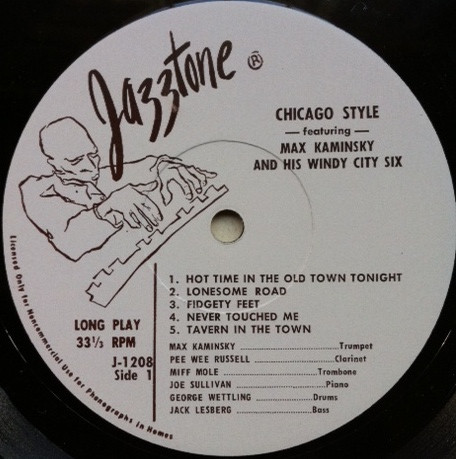 Jazztone ®
CHICAGO STYLE
— featuring —
MAX KAMINSKY
AND HIS WINDY CITY SIX
1. HOT TIME IN THE OLD TOWN TONIGHT
2. LONESOME ROAD
3. FIDGETY FEET
4. NEVER TOUCHED ME
5. TAVERN IN THE TOWN
LONG PLAY
33⅓ RPM
J-1208
Side 1
MAX KAMINSKY ........................Trumpet
PEE WEE RUSSELL ........................Clarinet
MIFF MOLE ........................Trombone
JOE SULLIVAN ........................Piano
GEORGE WETTLING ........................Drums
JACK LESBERG ........................Bass
Licensed Only for Noncommercial Use for Phonographs in Homes